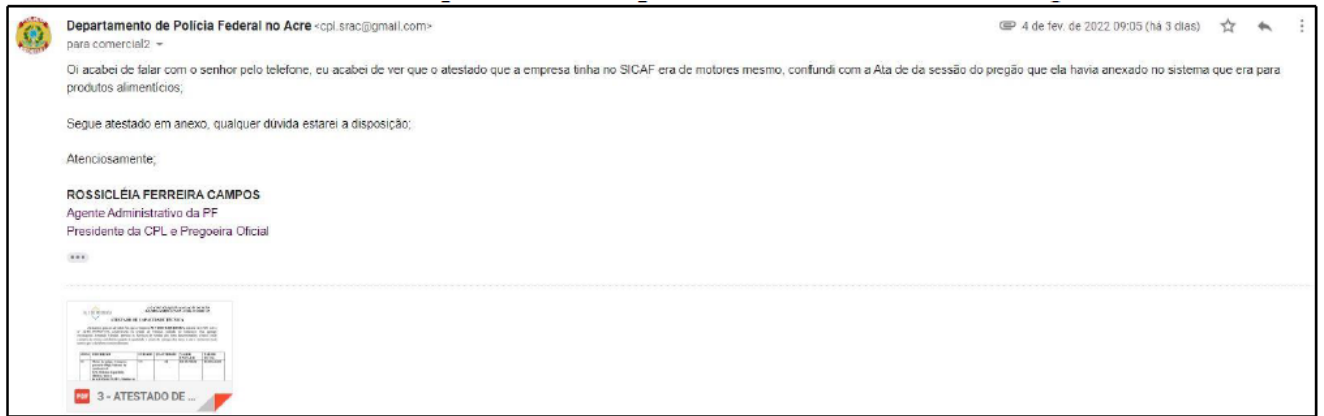 Departamento de Polícia Federal no Acre <cpl.srac@gmail.com>
4 de fev. de 2022 09:05 (há 3 dias)
para comercial2
Oi acabei de falar com o senhor pelo telefone, eu acabei de ver que o atestado que a empresa tinha no SICAF era de motores mesmo, confundi com a Ata de da sessão do pregão que ela havia anexado no sistema que era para
produtos alimentícios;
Segue atestado em anexo, qualquer dúvida estarei a disposição;
Atenciosamente;
ROSSICLÉIA FERREIRA CAMPOS
Agente Administrativo da PF
Presidente da CPL e Pregoeira Oficial
PDF 3 - ATESTADO DE ...